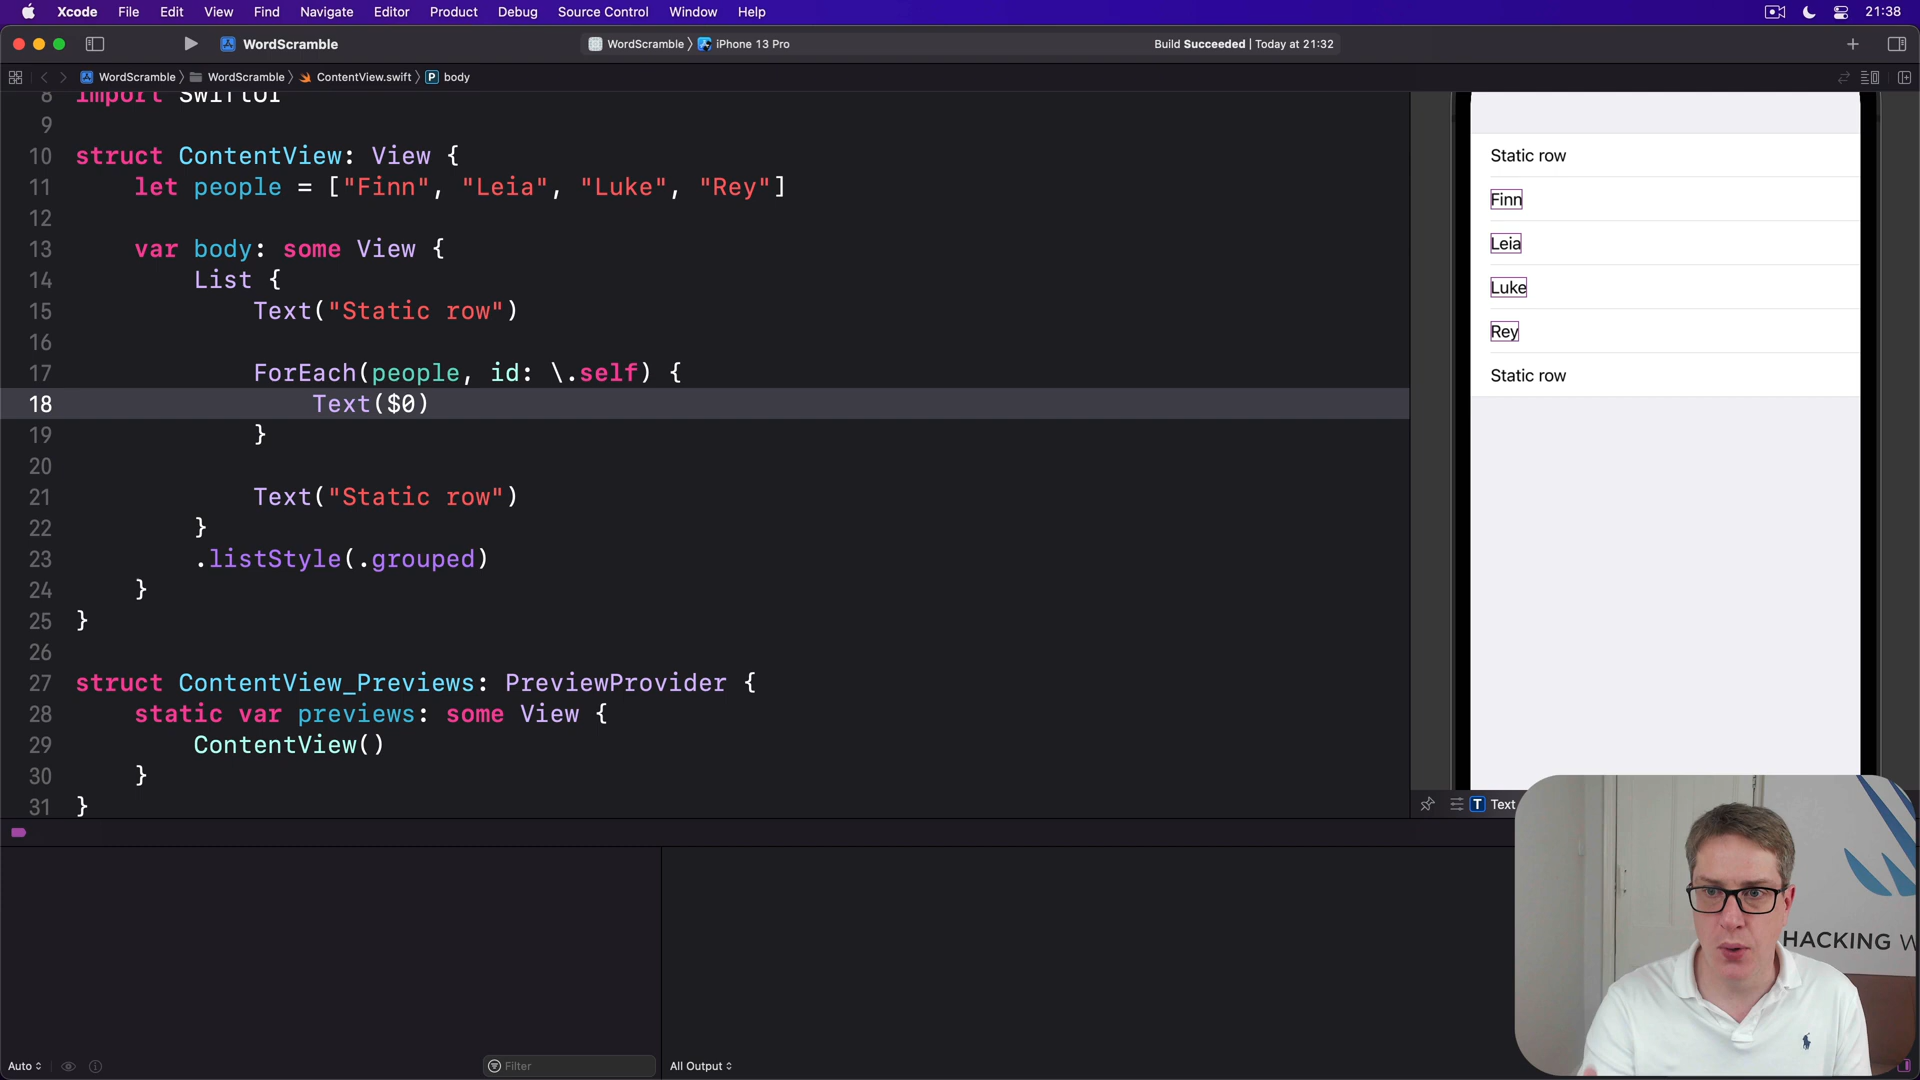 Xcode File Edit View Find Navigate Editor Product Debug Source Control Window Help 21:38
WordScramble WordScramble 〉 iPhone 13 Pro Build Succeeded | Today at 21:32
WordScramble 〉 WordScramble 〉 ContentView.swift 〉 P body
8 import SwiftUI
9
10 struct ContentView: View {
11 let people = ["Finn", "Leia", "Luke", "Rey"]
12
13 var body: some View {
14 List {
15 Text("Static row")
16
17 ForEach(people, id: \.self) {
18 Text($0)
19 }
20
21 Text("Static row")
22 }
23 .listStyle(.grouped)
24 }
25 }
26
27 struct ContentView_Previews: PreviewProvider {
28 static var previews: some View {
29 ContentView()
30 }
31 }
Static row
Finn
Leia
Luke
Rey
Static row
T Text
HACKING W
Auto Filter All Output